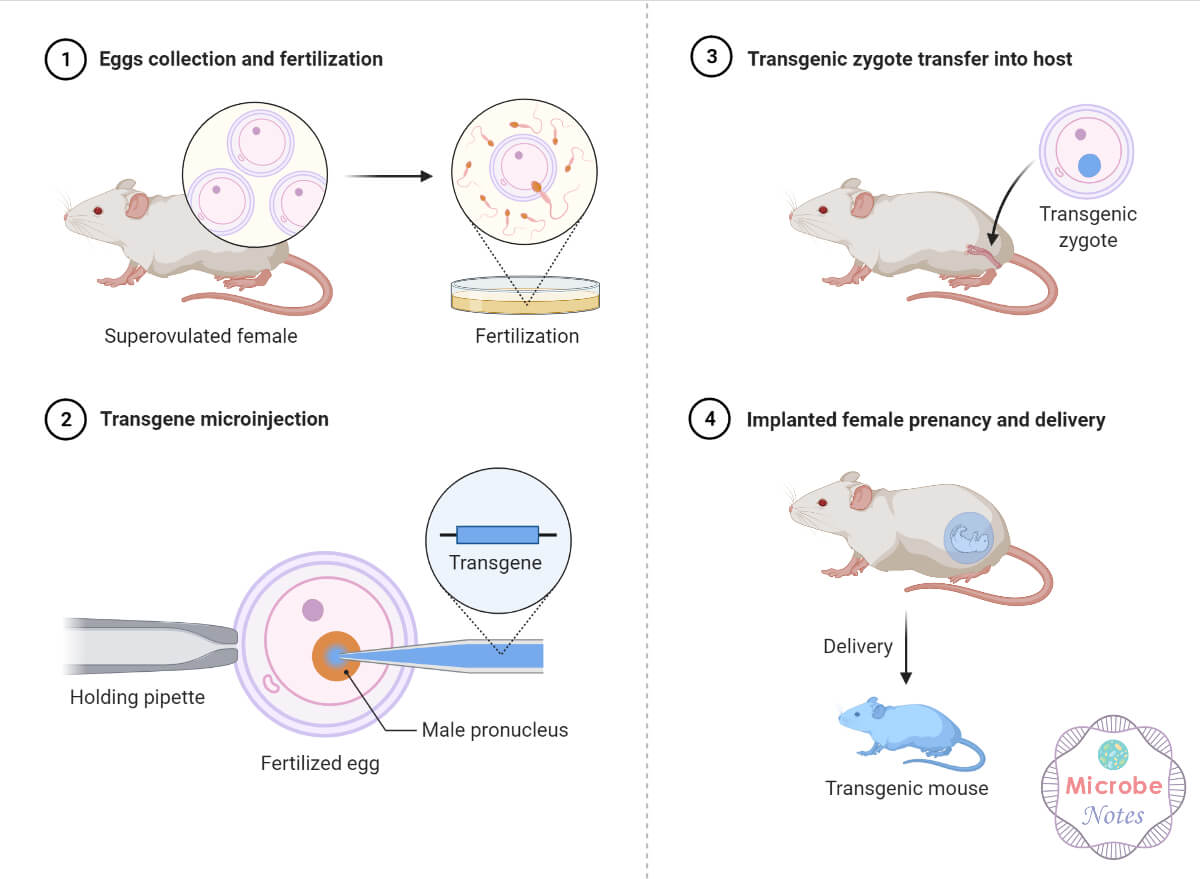 1 Eggs collection and fertilization
Superovulated female
Fertilization
2 Transgene microinjection
Transgene
Holding pipette
Male pronucleus
Fertilized egg
3 Transgenic zygote transfer into host
Transgenic
zygote
4 Implanted female prenancy and delivery
Delivery
Transgenic mouse
Microbe
Notes